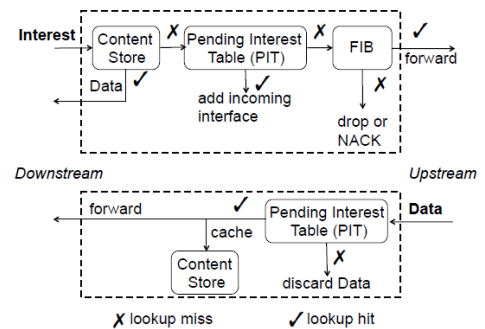 Interest
Content
Store
Pending Interest
Table (PIT)
FIB
forward
Data
add incoming
interface
drop or
NACK
Downstream
Upstream
forward
cache
Pending Interest
Table (PIT)
Data
Content
Store
discard Data
✗ lookup miss
✓ lookup hit